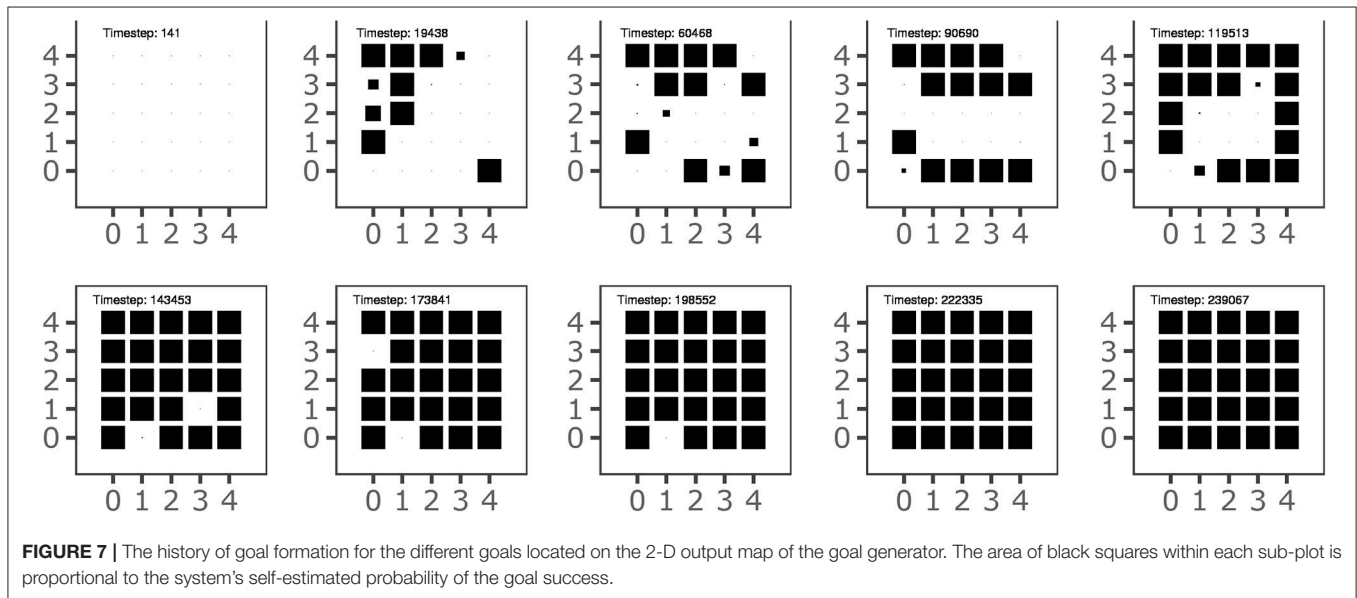 Timestep: 141
Timestep: 19438
Timestep: 60468
Timestep: 90690
Timestep: 119513
4
3
2
1
0
4
3
2
1
0
4
3
2
1
0
4
3
2
1
0
4
3
2
1
0
0 1 2 3 4
0 1 2 3 4
0 1 2 3 4
0 1 2 3 4
0 1 2 3 4
Timestep: 143453
Timestep: 173841
Timestep: 198552
Timestep: 222335
Timestep: 239067
4
3
2
1
0
4
3
2
1
0
4
3
2
1
0
4
3
2
1
0
4
3
2
1
0
0 1 2 3 4
0 1 2 3 4
0 1 2 3 4
0 1 2 3 4
0 1 2 3 4
FIGURE 7 | The history of goal formation for the different goals located on the 2-D output map of the goal generator. The area of black squares within each sub-plot is
proportional to the system's self-estimated probability of the goal success.